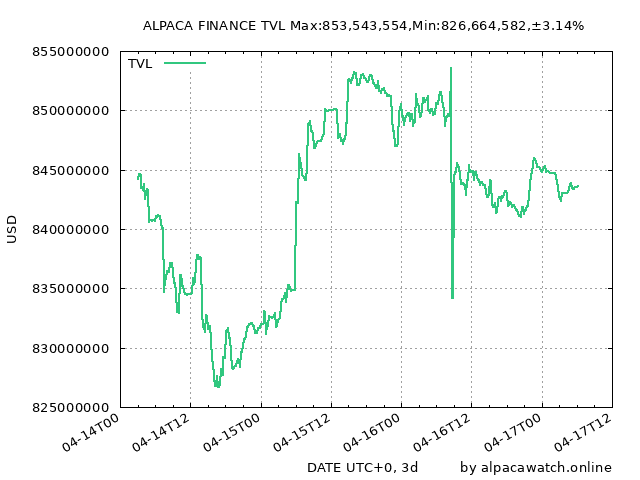 ALPACA FINANCE TVL Max:853,543,554,Min:826,664,582,±3.14%
TVL
855000000
850000000
845000000
840000000
835000000
830000000
825000000
USD
04-14T00
04-14T12
04-15T00
04-15T12
04-16T00
04-16T12
04-17T00
04-17T12
DATE UTC+0, 3d
by alpacawatch.online